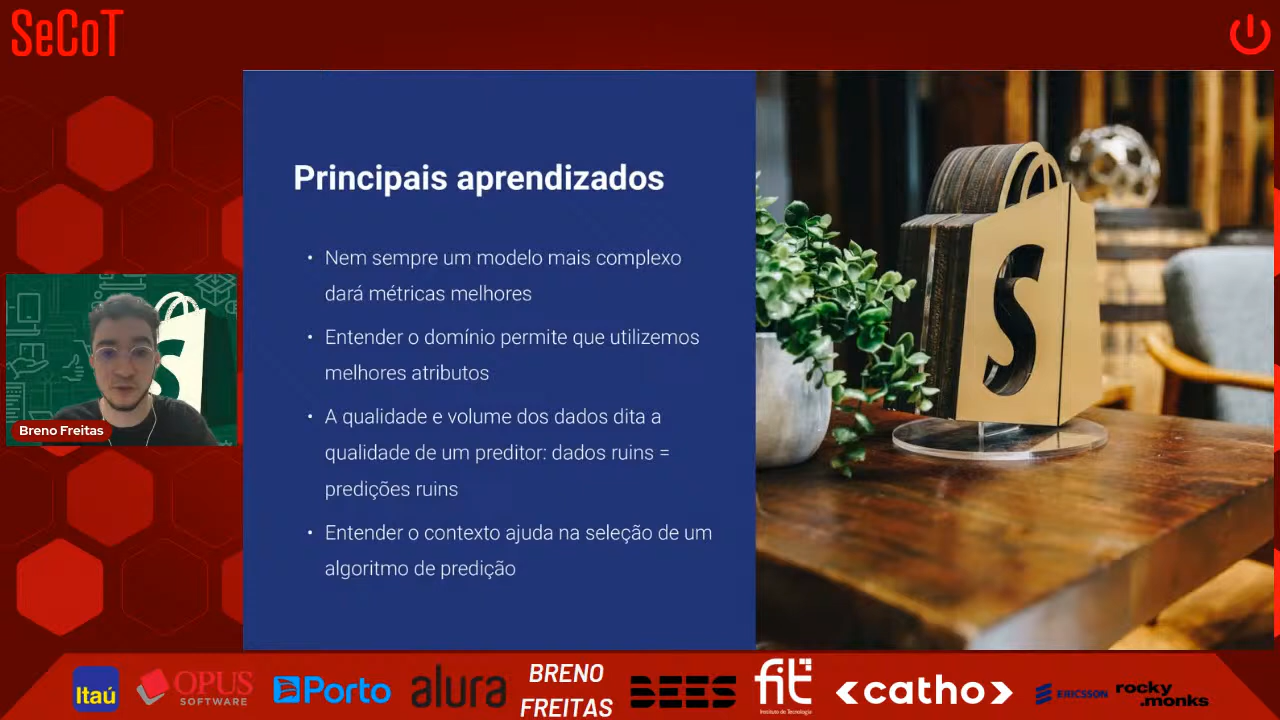 SeCoT
Principais aprendizados
• Nem sempre um modelo mais complexo
dará métricas melhores
• Entender o domínio permite que utilizemos
melhores atributos
• A qualidade e volume dos dados dita a
qualidade de um preditor: dados ruins =
predições ruins
• Entender o contexto ajuda na seleção de um
algoritmo de predição
S
S
Breno Freitas
Itaú
OPUS
SOFTWARE
Porto
alura
BRENO
FREITAS
BEES
fit
Instituto de Tecnologia
catho
ERICSSON
rocky
.monks